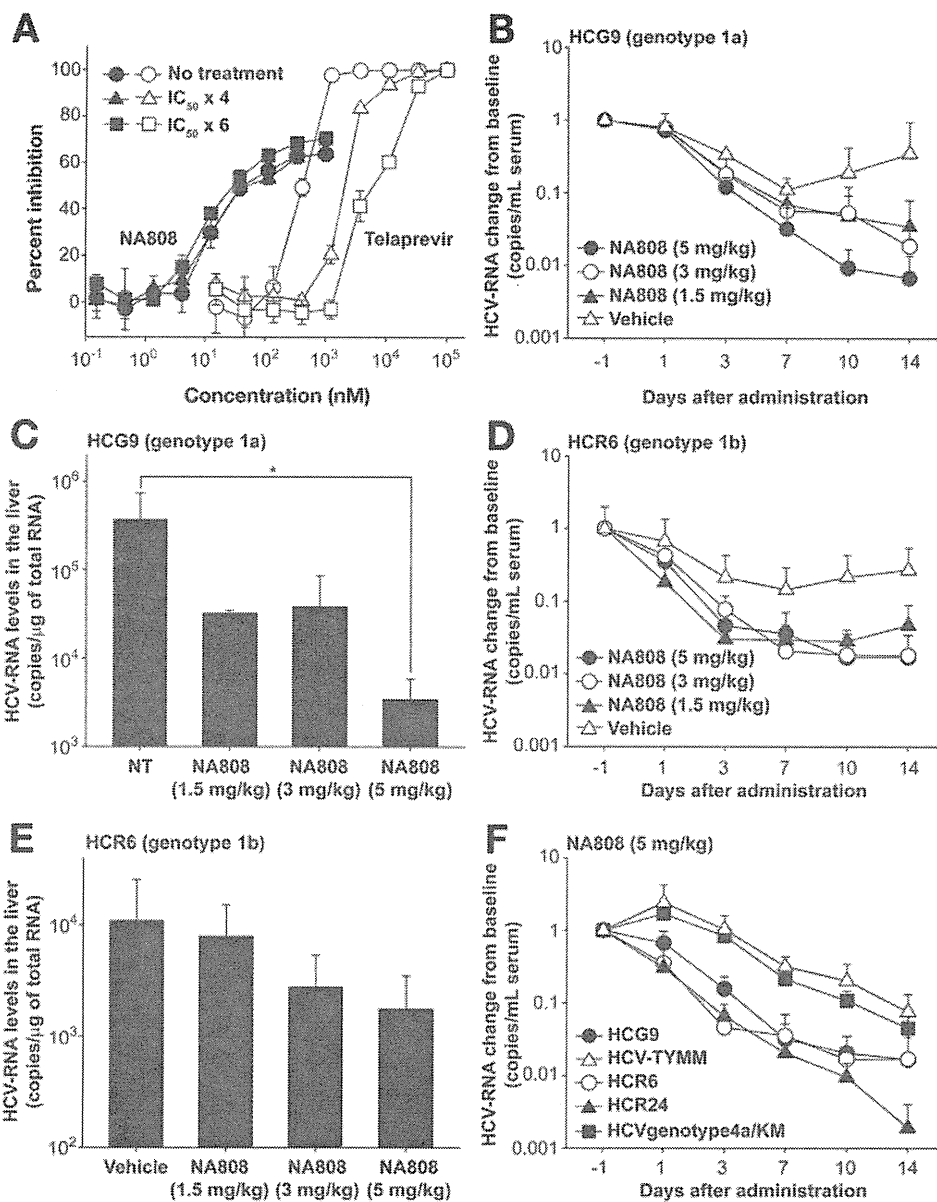 A
100
80
60
40
20
0
Percent inhibition
No treatment
IC50 x 4
IC50 x 6
NA808
Telaprevir
10-1 100 101 102 103 104 105
Concentration (nM)
B
HCG9 (genotype 1a)
10
1
0.1
0.01
0.001
HCV-RNA change from baseline
(copies/mL serum)
NA808 (5 mg/kg)
NA808 (3 mg/kg)
NA808 (1.5 mg/kg)
Vehicle
-1 1 3 7 10 14
Days after administration
C
HCG9 (genotype 1a)
HCV-RNA levels in the liver
(copies/μg of total RNA)
106
105
104
103
*
NT NA808 NA808 NA808
(1.5 mg/kg) (3 mg/kg) (5 mg/kg)
D
HCR6 (genotype 1b)
10
1
0.1
0.01
0.001
HCV-RNA change from baseline
(copies/mL serum)
NA808 (5 mg/kg)
NA808 (3 mg/kg)
NA808 (1.5 mg/kg)
Vehicle
-1 1 3 7 10 14
Days after administration
E
HCR6 (genotype 1b)
HCV-RNA levels in the liver
(copies/μg of total RNA)
104
103
102
Vehicle NA808 NA808 NA808
(1.5 mg/kg) (3 mg/kg) (5 mg/kg)
F
NA808 (5 mg/kg)
10
1
0.1
0.01
0.001
HCV-RNA change from baseline
(copies/mL serum)
HCG9
HCV-TYMM
HCR6
HCR24
HCVgenotype4a/KM
-1 1 3 7 10 14
Days after administration